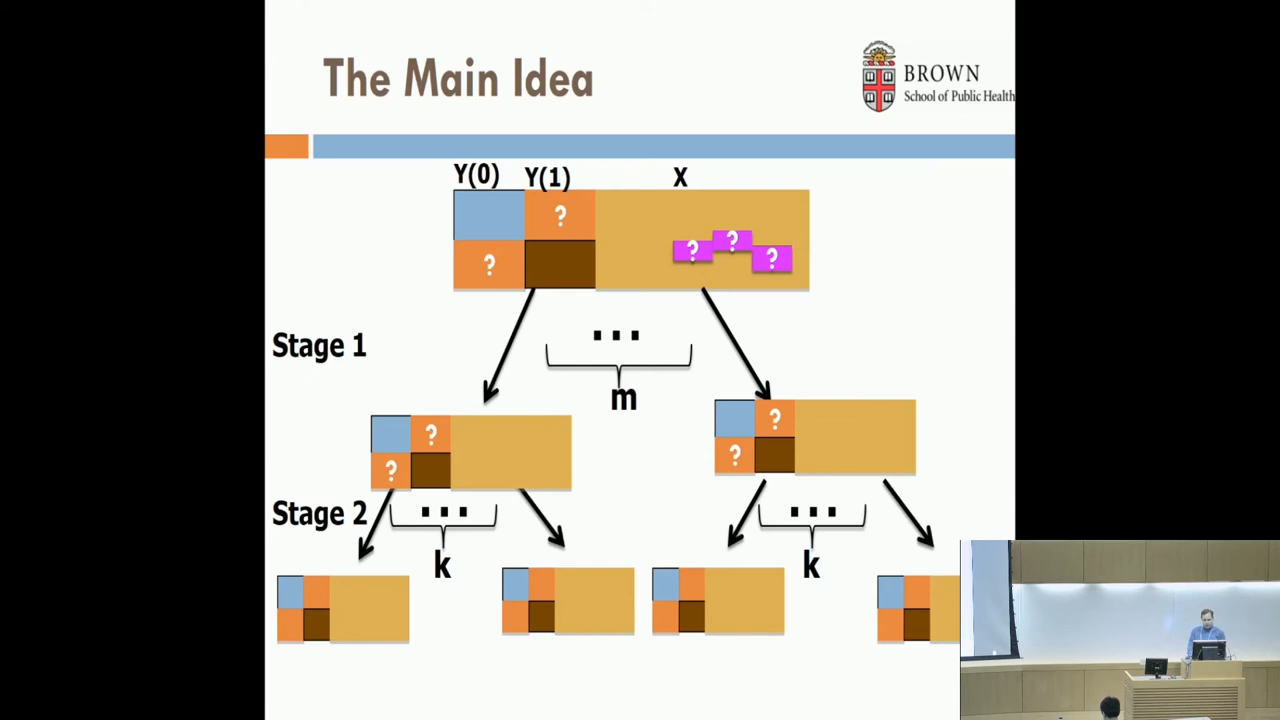 The Main Idea
BROWN
School of Public Health
Y(0) Y(1) X
?
? ? ? ?
Stage 1
...
m
? ?
? ?
Stage 2 ... ...
k k